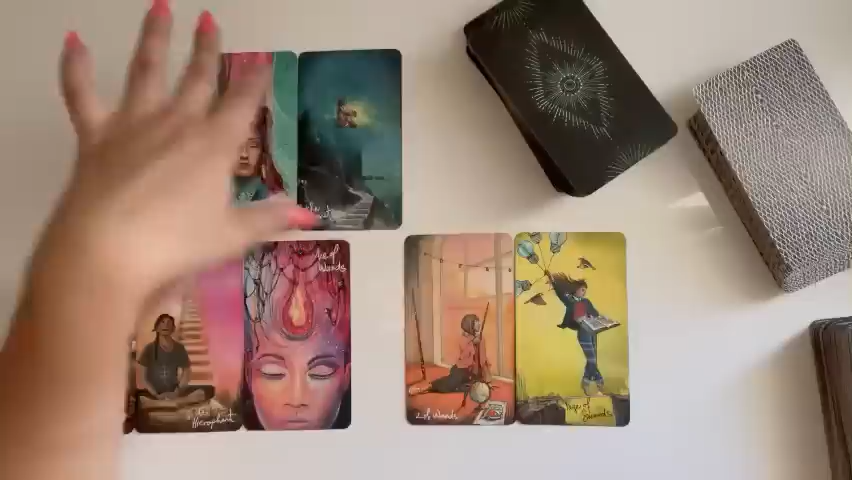 Ace of
Wands
Hierophant
2 of Wands
Page of
Swords